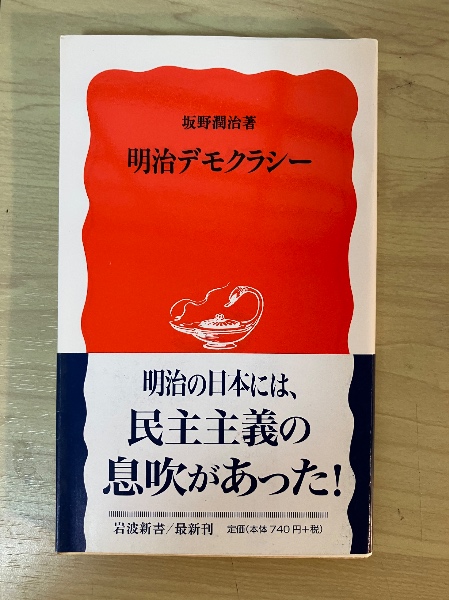 坂野潤治著
明治デモクラシー
明治の日本には、
民主主義の
息吹があった!
岩波新書/最新刊 定価(本体740円+税)